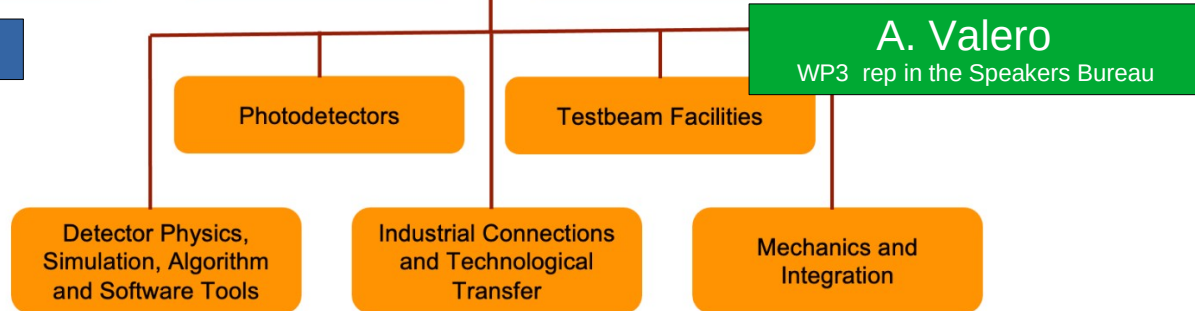 A. Valero
WP3 rep in the Speakers Bureau
Photodetectors
Testbeam Facilities
Detector Physics,
Simulation, Algorithm
and Software Tools
Industrial Connections
and Technological
Transfer
Mechanics and
Integration